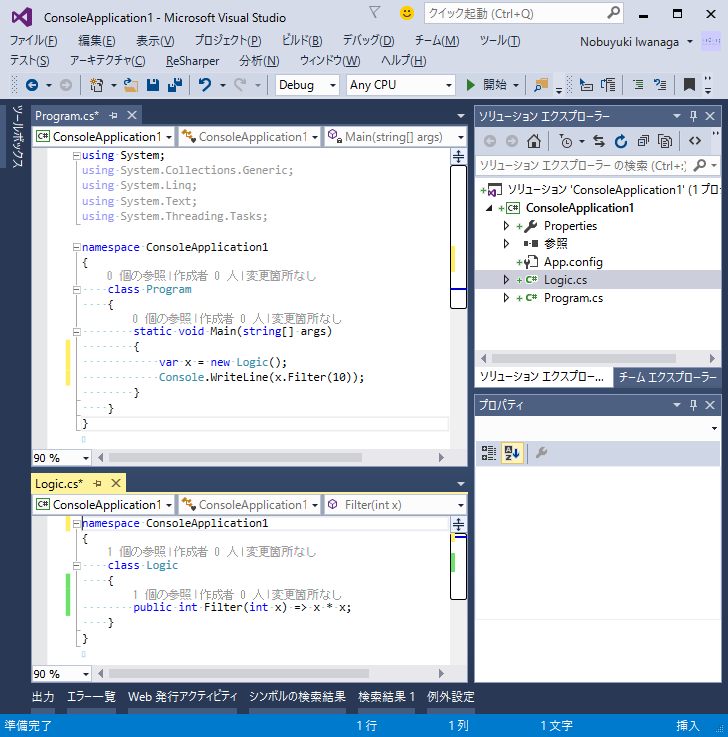 ConsoleApplication1 - Microsoft Visual Studio
クイック起動 (Ctrl+Q)
ファイル(F) 編集(E) 表示(V) プロジェクト(P) ビルド(B) デバッグ(D) チーム(M) ツール(T) Nobuyuki Iwanaga
テスト(S) アーキテクチャ(C) ReSharper 分析(N) ウィンドウ(W) ヘルプ(H)
Debug Any CPU 開始
ツールボックス
Program.cs*
ConsoleApplication1 ConsoleApplication1 Main(string[] args)
using System;
using System.Collections.Generic;
using System.Linq;
using System.Text;
using System.Threading.Tasks;
namespace ConsoleApplication1
{
0 個の参照|作成者 0 人|変更箇所なし
class Program
{
0 個の参照|作成者 0 人|変更箇所なし
static void Main(string[] args)
{
var x = new Logic();
Console.WriteLine(x.Filter(10));
}
}
}
90 %
Logic.cs*
ConsoleApplication1 ConsoleApplication1 Filter(int x)
namespace ConsoleApplication1
{
1 個の参照|作成者 0 人|変更箇所なし
class Logic
{
1 個の参照|作成者 0 人|変更箇所なし
public int Filter(int x) => x * x;
}
}
90 %
ソリューション エクスプローラー
ソリューション エクスプローラー の検索 (Ctrl+;)
ソリューション 'ConsoleApplication1' (1 プロ
ConsoleApplication1
Properties
参照
App.config
Logic.cs
Program.cs
ソリューション エクスプロー... チーム エクスプローラー
プロパティ
出力 エラー一覧 Web 発行アクティビティ シンボルの検索結果 検索結果 1 例外設定
準備完了 1 行 1 列 1 文字 挿入